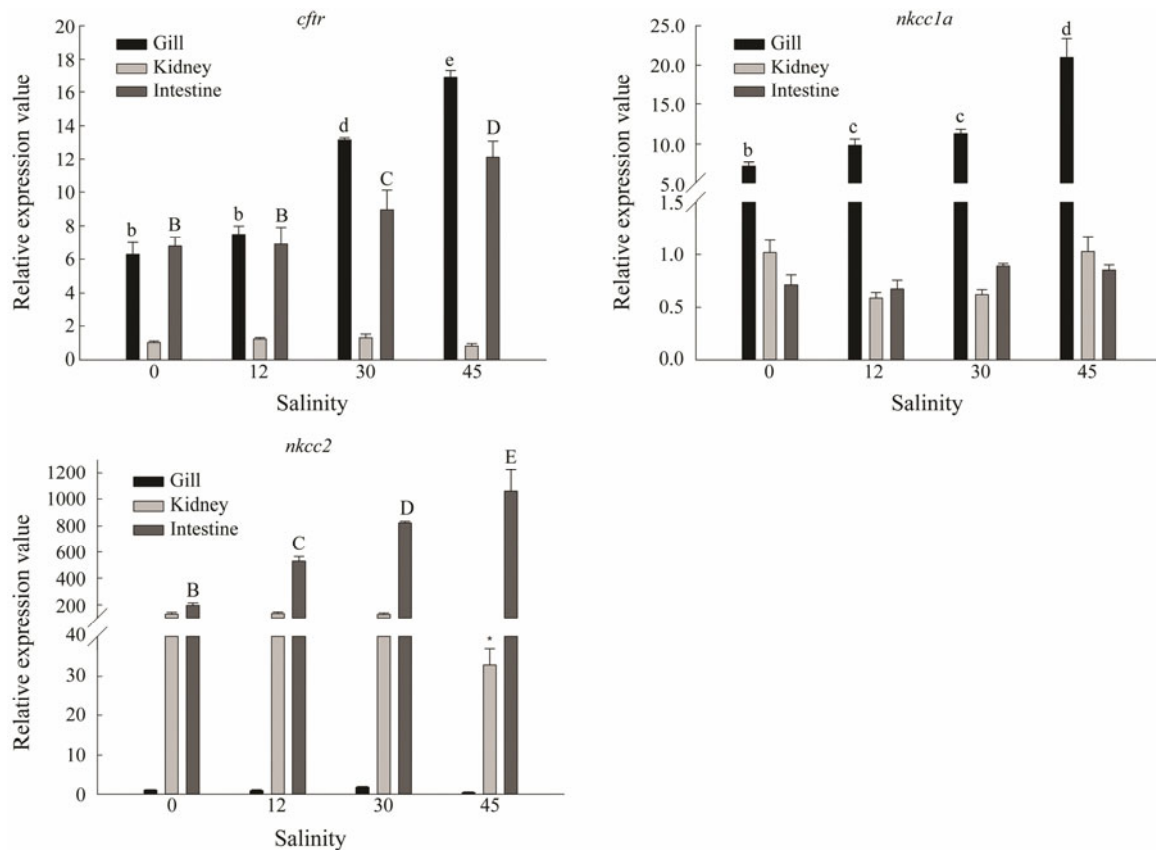 cftr
20
18
16
14
12
10
8
6
4
2
0
Relative expression value
Gill
Kidney
Intestine
b B b B d C e D
0 12 30 45
Salinity
nkcc1a
25.0
20.0
15.0
10.0
5.0
1.5
1.0
0.5
0.0
Relative expression value
Gill
Kidney
Intestine
b c c d
0 12 30 45
Salinity
nkcc2
1200
1000
800
600
400
200
40
30
20
10
0
Relative expression value
Gill
Kidney
Intestine
B C D * E
0 12 30 45
Salinity